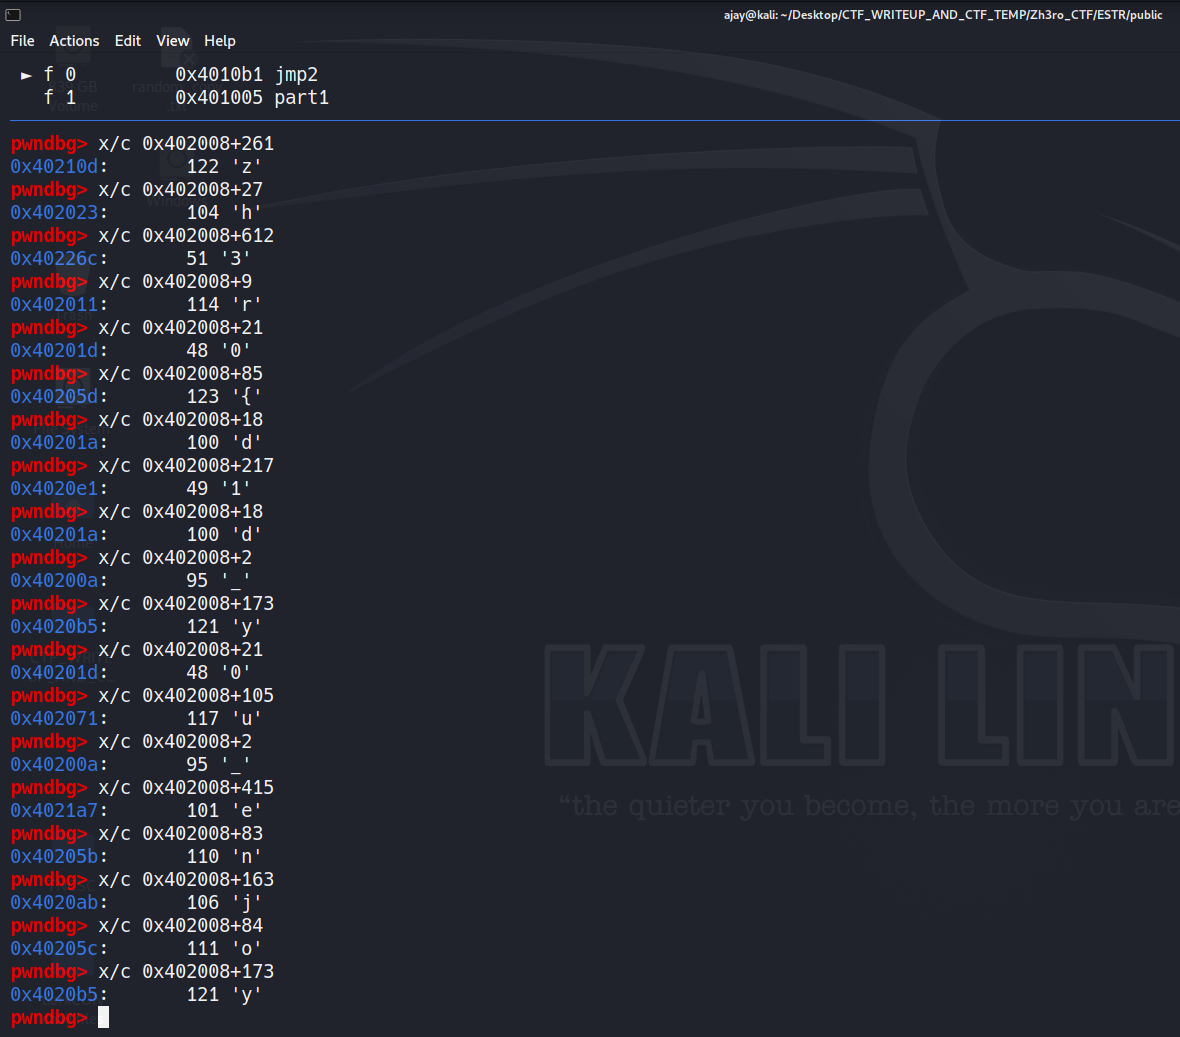 ajay@kali: ~/Desktop/CTF_WRITEUP_AND_CTF_TEMP/Zh3ro_CTF/ESTR/public
File Actions Edit View Help
► f 0 0x4010b1 jmp2
f 1 0x401005 part1
pwndbg> x/c 0x402008+261
0x40210d: 122 'z'
pwndbg> x/c 0x402008+27
0x402023: 104 'h'
pwndbg> x/c 0x402008+612
0x40226c: 51 '3'
pwndbg> x/c 0x402008+9
0x402011: 114 'r'
pwndbg> x/c 0x402008+21
0x40201d: 48 '0'
pwndbg> x/c 0x402008+85
0x40205d: 123 '{'
pwndbg> x/c 0x402008+18
0x40201a: 100 'd'
pwndbg> x/c 0x402008+217
0x4020e1: 49 '1'
pwndbg> x/c 0x402008+18
0x40201a: 100 'd'
pwndbg> x/c 0x402008+2
0x40200a: 95 '_'
pwndbg> x/c 0x402008+173
0x4020b5: 121 'y'
pwndbg> x/c 0x402008+21
0x40201d: 48 '0'
pwndbg> x/c 0x402008+105
0x402071: 117 'u'
pwndbg> x/c 0x402008+2
0x40200a: 95 '_'
pwndbg> x/c 0x402008+415
0x4021a7: 101 'e'
pwndbg> x/c 0x402008+83
0x40205b: 110 'n'
pwndbg> x/c 0x402008+163
0x4020ab: 106 'j'
pwndbg> x/c 0x402008+84
0x40205c: 111 'o'
pwndbg> x/c 0x402008+173
0x4020b5: 121 'y'
pwndbg>
KALI LIN
“the quieter you become, the more you are